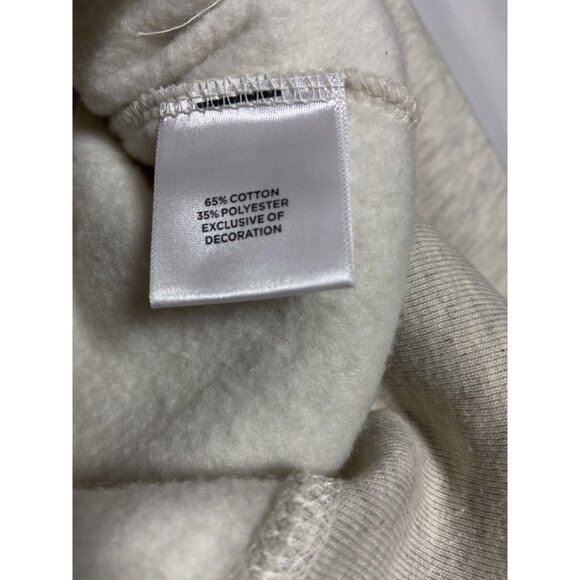 65% COTTON
35% POLYESTER
EXCLUSIVE OF
DECORATION